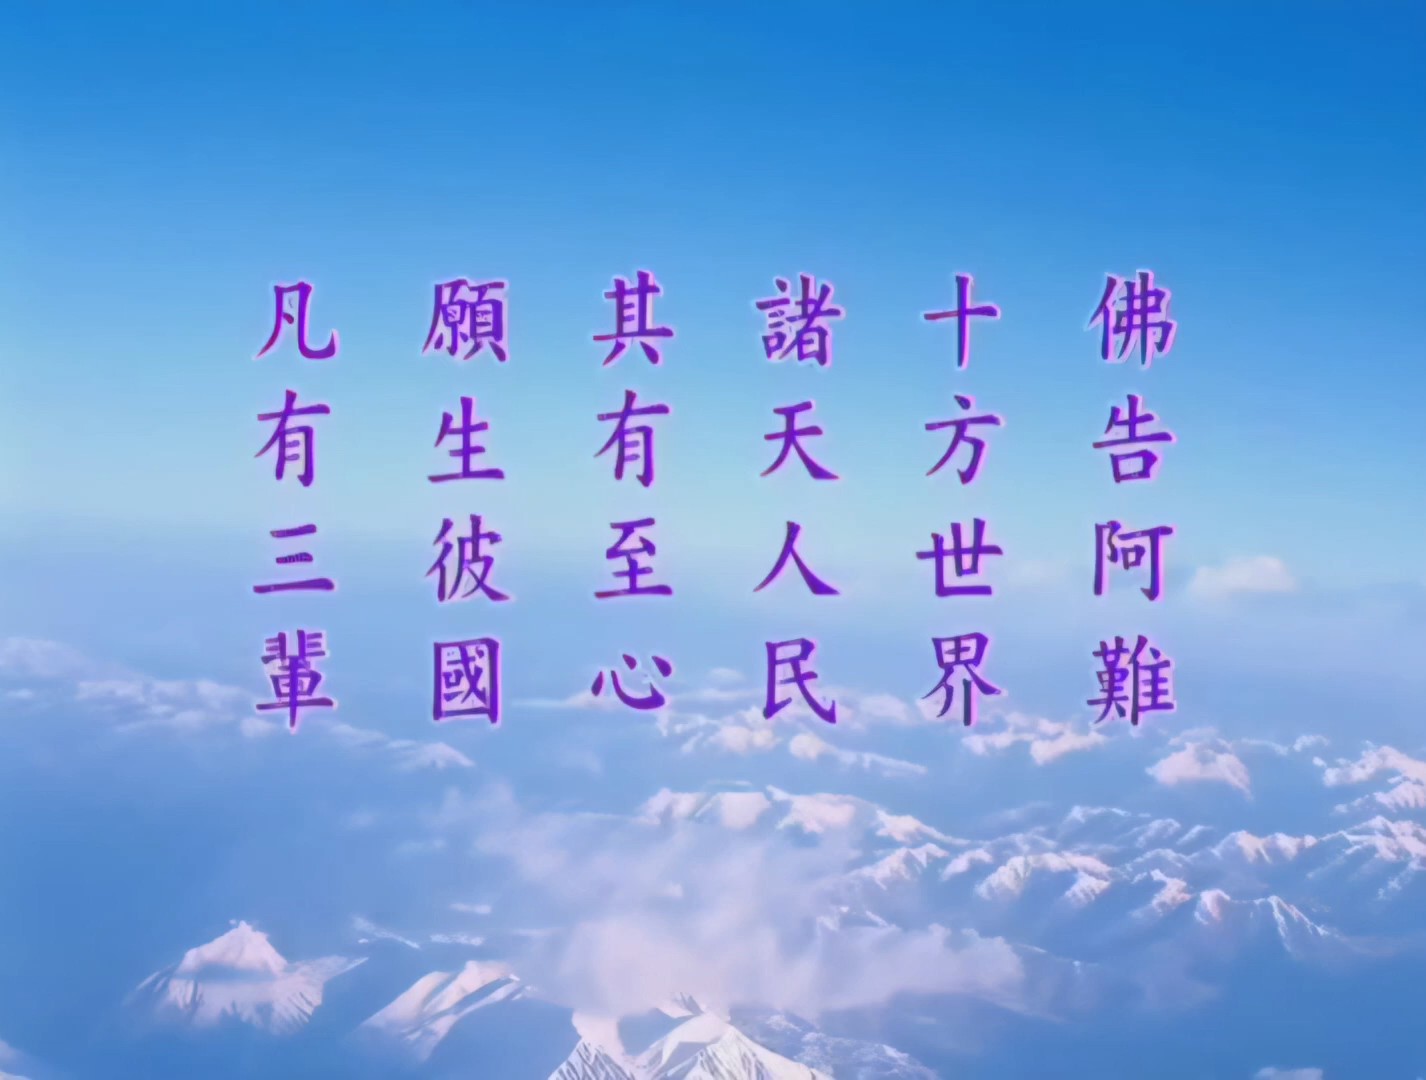 佛告阿難
十方世界
諸天人民
其有至心
願生彼國
凡有三輩